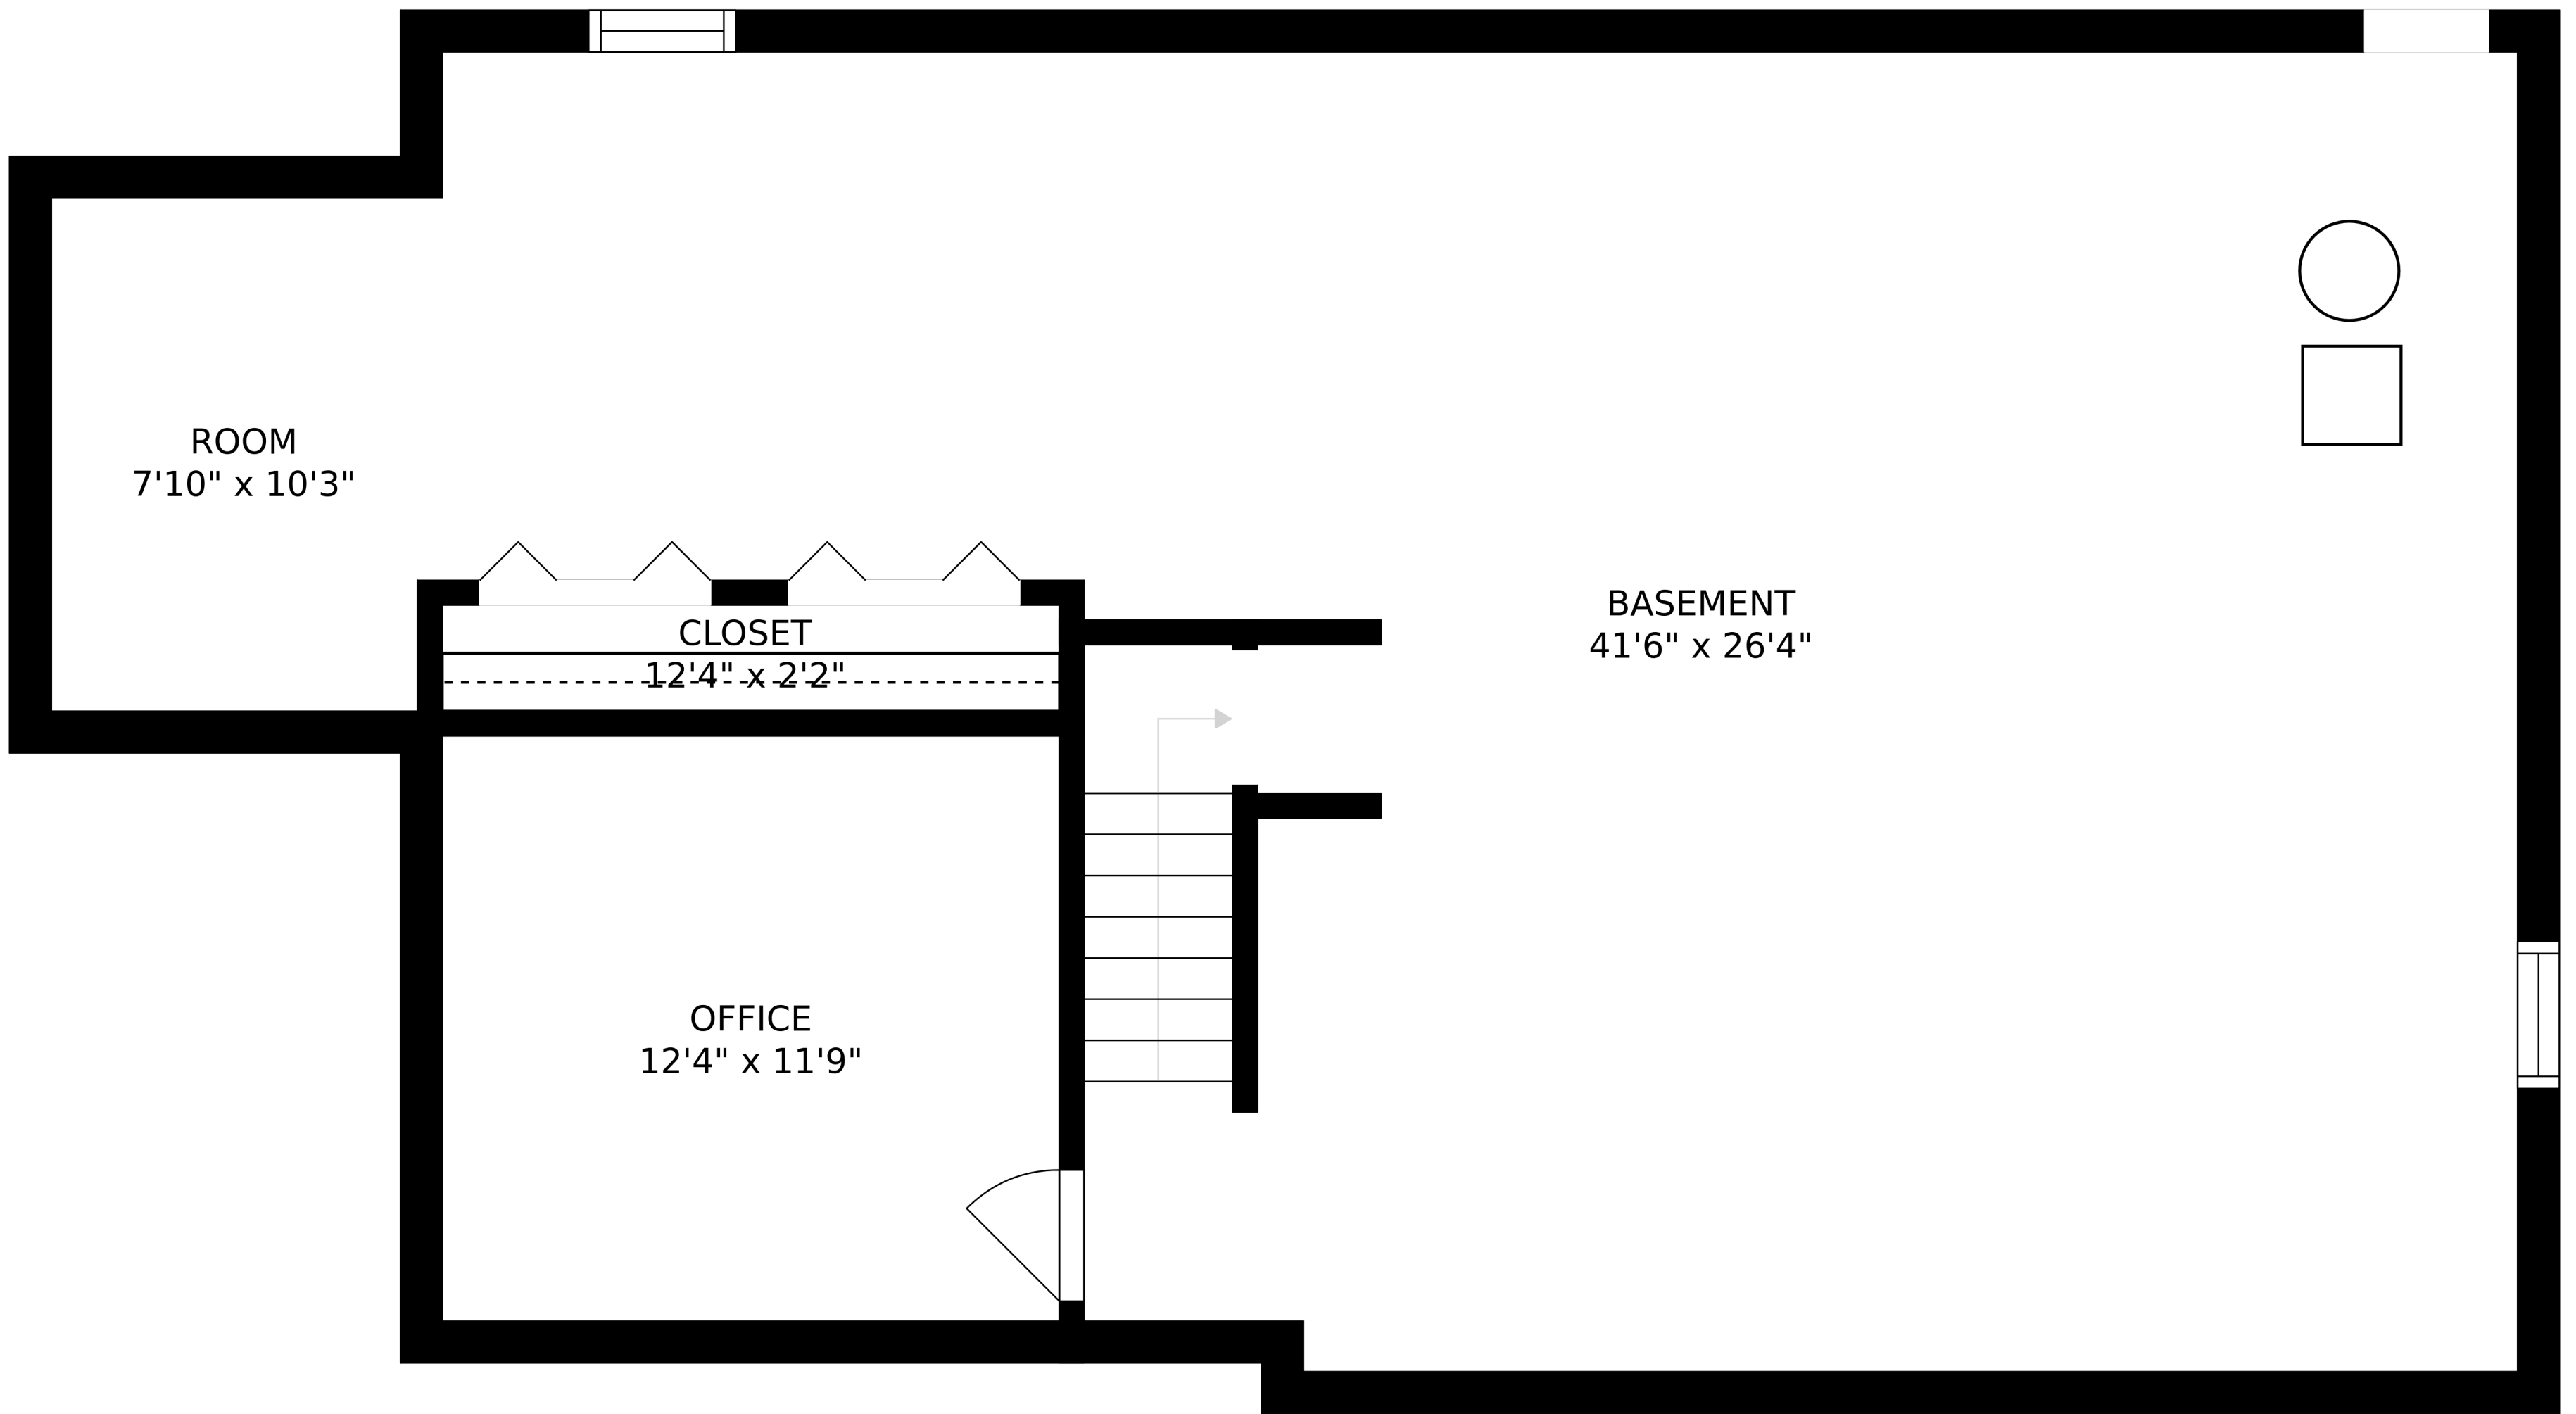 ROOM
7'10" x 10'3"
CLOSET
12'4" x 2'2"
BASEMENT
41'6" x 26'4"
OFFICE
12'4" x 11'9"